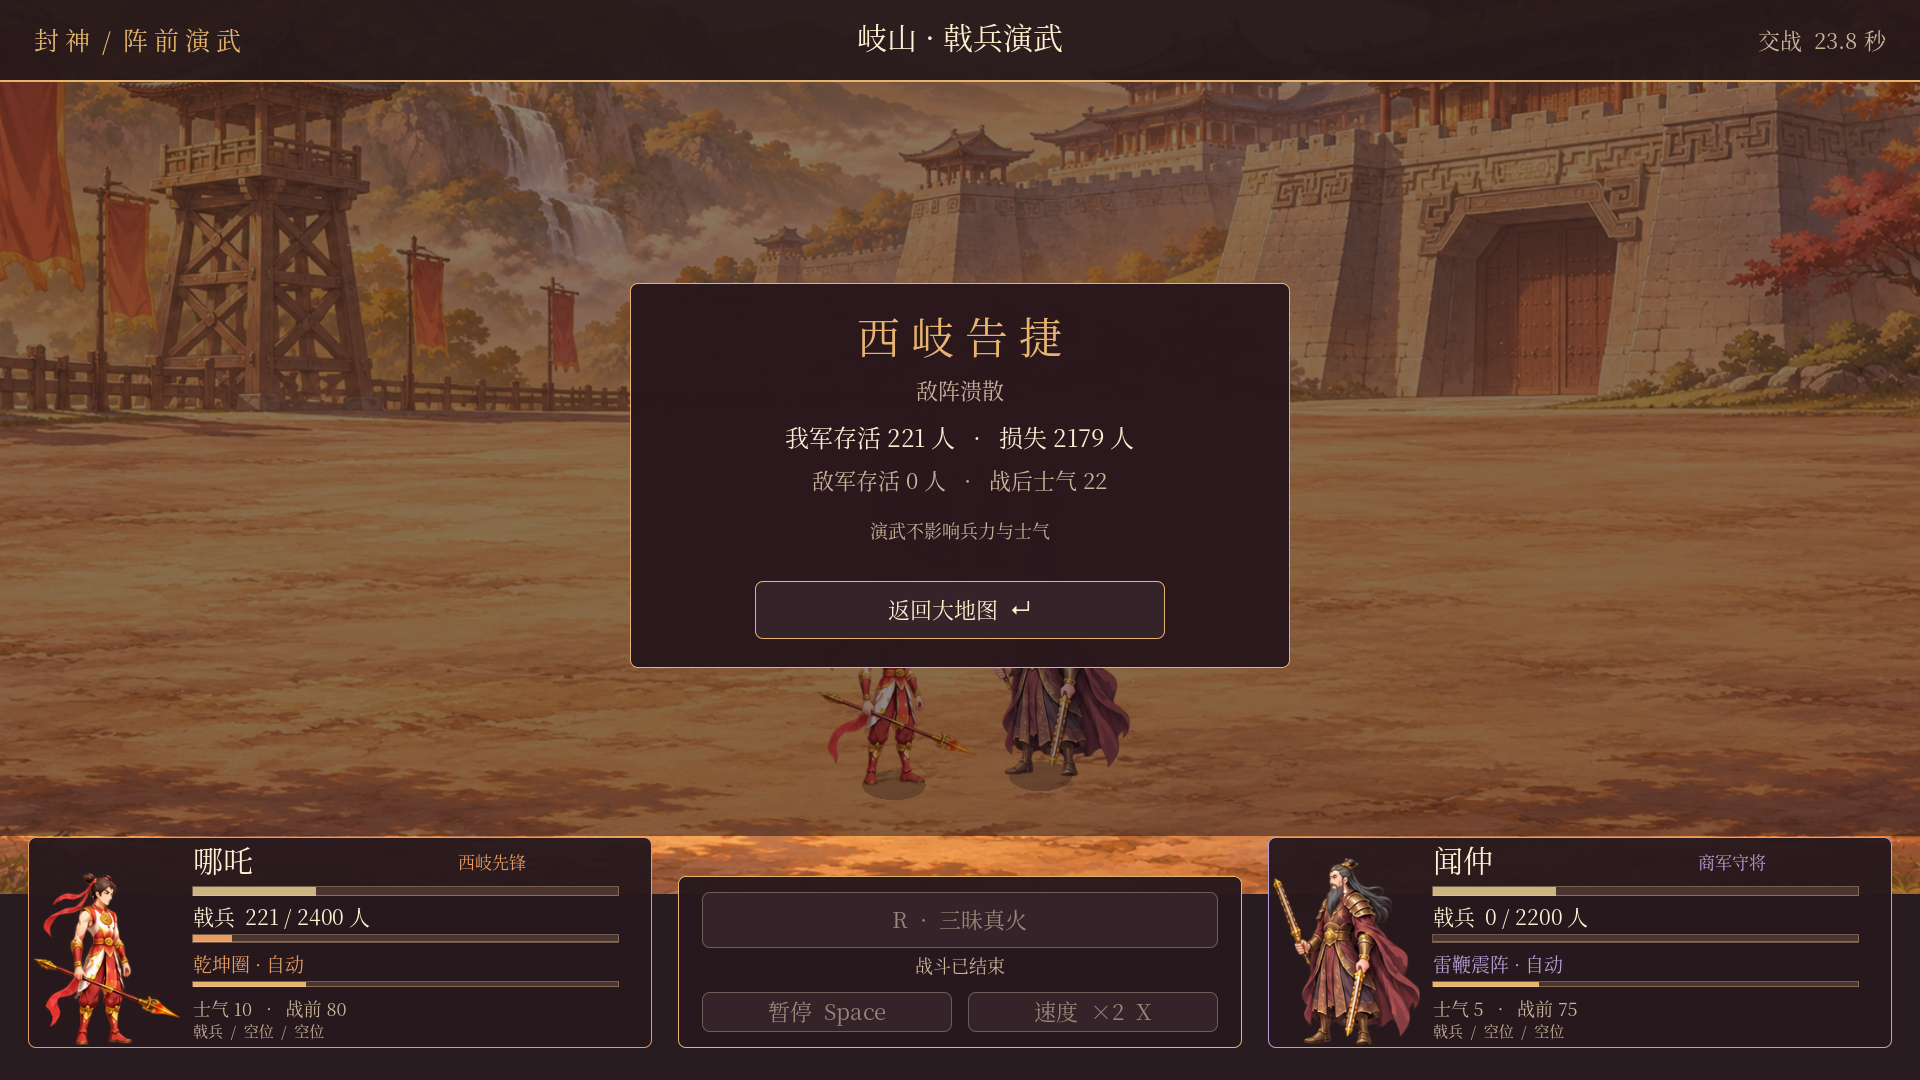 封神 / 阵前演武
岐山 · 戟兵演武
交战 23.8 秒
西岐告捷
敌阵溃散
我军存活 221 人 · 损失 2179 人
敌军存活 0 人 · 战后士气 22
演武不影响兵力与士气
返回大地图 ↵
哪吒
西岐先锋
戟兵 221 / 2400 人
乾坤圈 · 自动
士气 10 · 战前 80
戟兵 / 空位 / 空位
R · 三昧真火
战斗已结束
暂停 Space
速度 ×2 X
闻仲
商军守将
戟兵 0 / 2200 人
雷鞭震阵 · 自动
士气 5 · 战前 75
戟兵 / 空位 / 空位